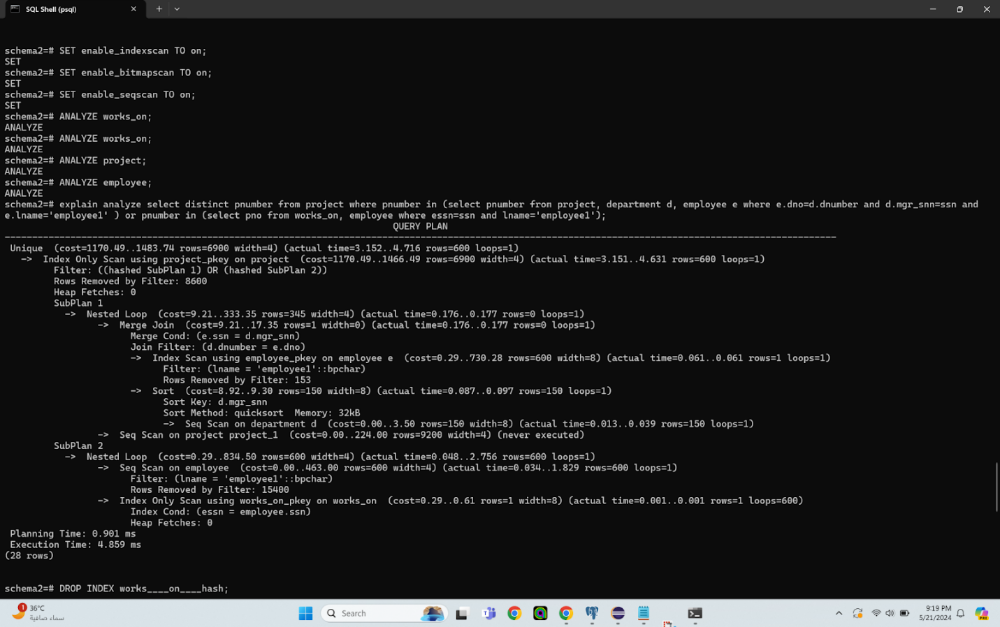 SQL Shell (psql)
schema2=# SET enable_indexscan TO on;
SET
schema2=# SET enable_bitmapscan TO on;
SET
schema2=# SET enable_seqscan TO on;
SET
schema2=# ANALYZE works_on;
ANALYZE
schema2=# ANALYZE works_on;
ANALYZE
schema2=# ANALYZE project;
ANALYZE
schema2=# ANALYZE employee;
ANALYZE
schema2=# explain analyze select distinct pnumber from project where pnumber in (select pnumber from project, department d, employee e where e.dno=d.dnumber and d.mgr_snn=ssn and
e.lname='employee1' ) or pnumber in (select pno from works_on, employee where essn=ssn and lname='employee1');
QUERY PLAN
Unique  (cost=1170.49..1483.74 rows=6900 width=4) (actual time=3.152..4.716 rows=600 loops=1)
->  Index Only Scan using project_pkey on project  (cost=1170.49..1466.49 rows=6900 width=4) (actual time=3.151..4.631 rows=600 loops=1)
Filter: ((hashed SubPlan 1) OR (hashed SubPlan 2))
Rows Removed by Filter: 8600
Heap Fetches: 0
SubPlan 1
->  Nested Loop  (cost=9.21..333.35 rows=345 width=4) (actual time=0.176..0.177 rows=0 loops=1)
->  Merge Join  (cost=9.21..17.35 rows=1 width=0) (actual time=0.176..0.177 rows=0 loops=1)
Merge Cond: (e.ssn = d.mgr_snn)
Join Filter: (d.dnumber = e.dno)
->  Index Scan using employee_pkey on employee e  (cost=0.29..730.28 rows=600 width=8) (actual time=0.061..0.061 rows=1 loops=1)
Filter: (lname = 'employee1'::bpchar)
Rows Removed by Filter: 153
->  Sort  (cost=8.92..9.30 rows=150 width=8) (actual time=0.087..0.097 rows=150 loops=1)
Sort Key: d.mgr_snn
Sort Method: quicksort  Memory: 32kB
->  Seq Scan on department d  (cost=0.00..3.50 rows=150 width=8) (actual time=0.013..0.039 rows=150 loops=1)
->  Seq Scan on project project_1  (cost=0.00..224.00 rows=9200 width=4) (never executed)
SubPlan 2
->  Nested Loop  (cost=0.29..834.50 rows=600 width=4) (actual time=0.048..2.756 rows=600 loops=1)
->  Seq Scan on employee  (cost=0.00..463.00 rows=600 width=4) (actual time=0.034..1.829 rows=600 loops=1)
Filter: (lname = 'employee1'::bpchar)
Rows Removed by Filter: 15400
->  Index Only Scan using works_on_pkey on works_on  (cost=0.29..0.61 rows=1 width=8) (actual time=0.001..0.001 rows=1 loops=600)
Index Cond: (essn = employee.ssn)
Heap Fetches: 0
Planning Time: 0.901 ms
Execution Time: 4.859 ms
(28 rows)
schema2=# DROP INDEX works____on____hash;
1
36°C
سماء صافية
Search
9:19 PM
5/21/2024
PRE